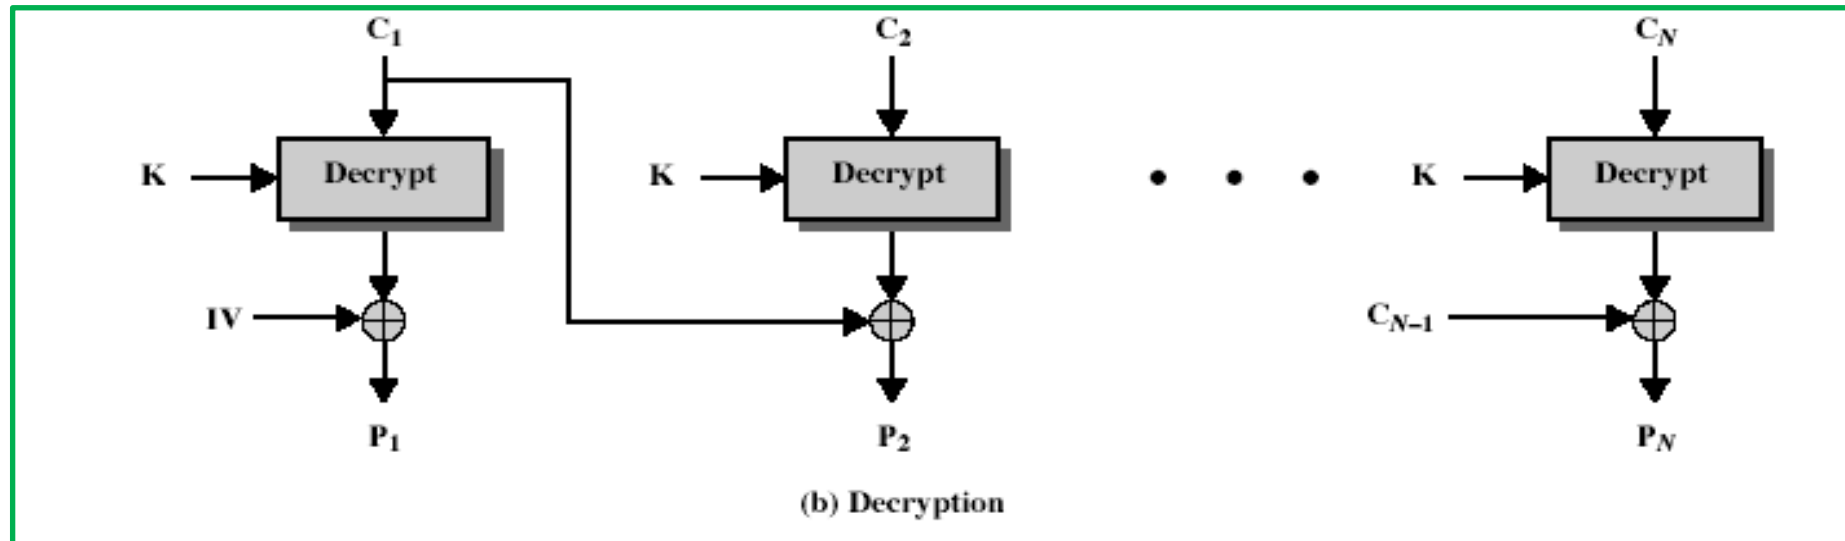 C1 C2 CN
K Decrypt K Decrypt K Decrypt
IV CN–1
P1 P2 PN
(b) Decryption